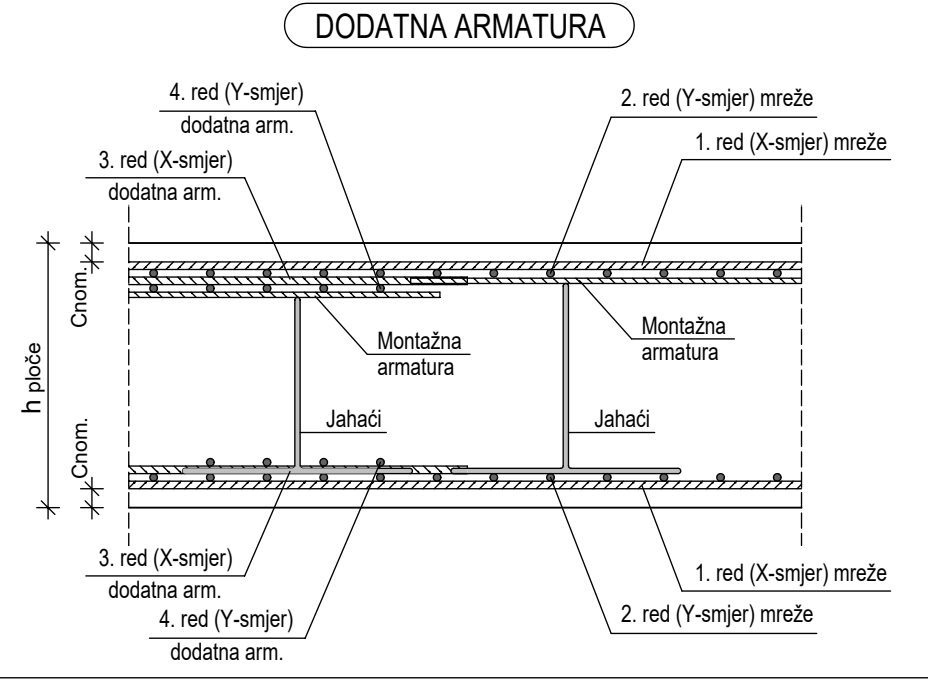 DODATNA ARMATURA
4. red (Y-smjer)
dodatna arm.
2. red (Y-smjer) mreže
3. red (X-smjer)
dodatna arm.
1. red (X-smjer) mreže
Cnom.
Montažna
armatura
Montažna
armatura
h ploče
Jahaći
Jahaći
Cnom.
3. red (X-smjer)
dodatna arm.
1. red (X-smjer) mreže
4. red (Y-smjer)
dodatna arm.
2. red (Y-smjer) mreže